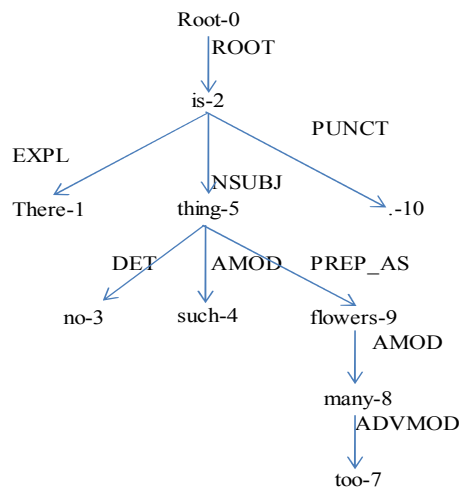 Root-0
ROOT
is-2
EXPL
PUNCT
NSUBJ
There-1
thing-5
.-10
DET
AMOD
PREP_AS
no-3
such-4
flowers-9
AMOD
many-8
ADVMOD
too-7